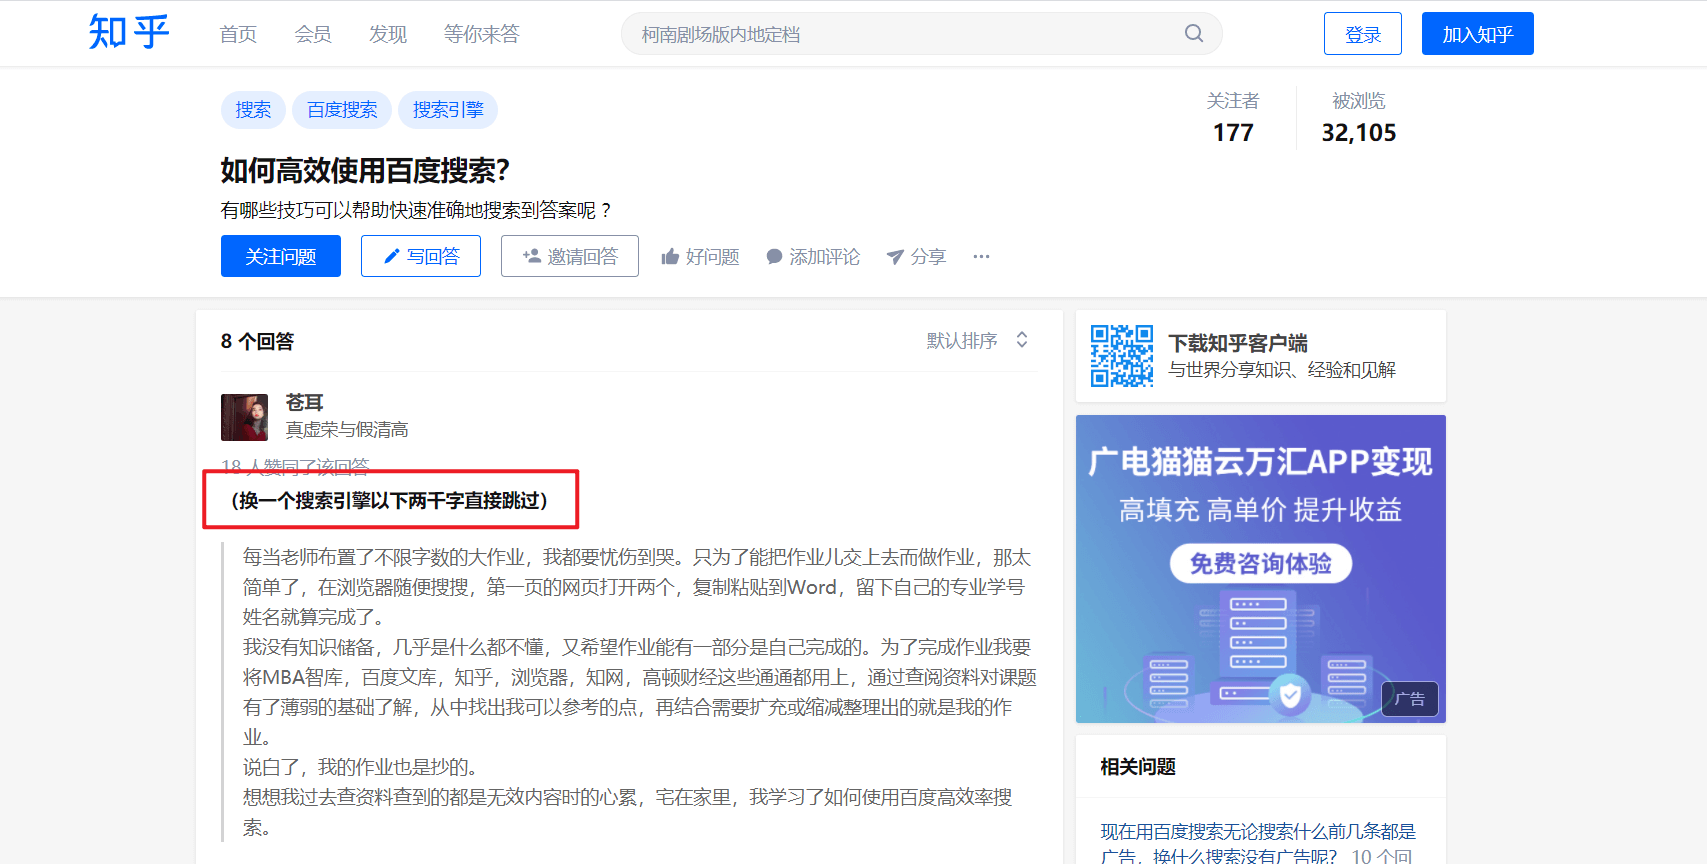 知乎 首页 会员 发现 等你来答 柯南剧场版内地定档 登录 加入知乎
搜索 百度搜索 搜索引擎
关注者 被浏览
177 32,105
如何高效使用百度搜索？
有哪些技巧可以帮助快速准确地搜索到答案呢？
关注问题 写回答 邀请回答 好问题 添加评论 分享 ···
8 个回答 默认排序
苍耳
真虚荣与假清高
18 人赞同了该回答
（换一个搜索引擎以下两千字直接跳过）
每当老师布置了不限字数的大作业，我都要忧伤到哭。只为了能把作业儿交上去而做作业，那太
简单了，在浏览器随便搜搜，第一页的网页打开两个，复制粘贴到Word，留下自己的专业学号
姓名就算完成了。
我没有知识储备，几乎是什么都不懂，又希望作业能有一部分是自己完成的。为了完成作业我要
将MBA智库，百度文库，知乎，浏览器，知网，高顿财经这些通通都用上，通过查阅资料对课题
有了薄弱的基础了解，从中找出我可以参考的点，再结合需要扩充或缩减整理出的就是我的作
业。
说白了，我的作业也是抄的。
想想我过去查资料查到的都是无效内容时的心累，宅在家里，我学习了如何使用百度高效率搜
索。
下载知乎客户端
与世界分享知识、经验和见解
广电猫猫云万汇APP变现
高填充 高单价 提升收益
免费咨询体验
广告
相关问题
现在用百度搜索无论搜索什么前几条都是
广告，换什么搜索没有广告呢？ 10 个回